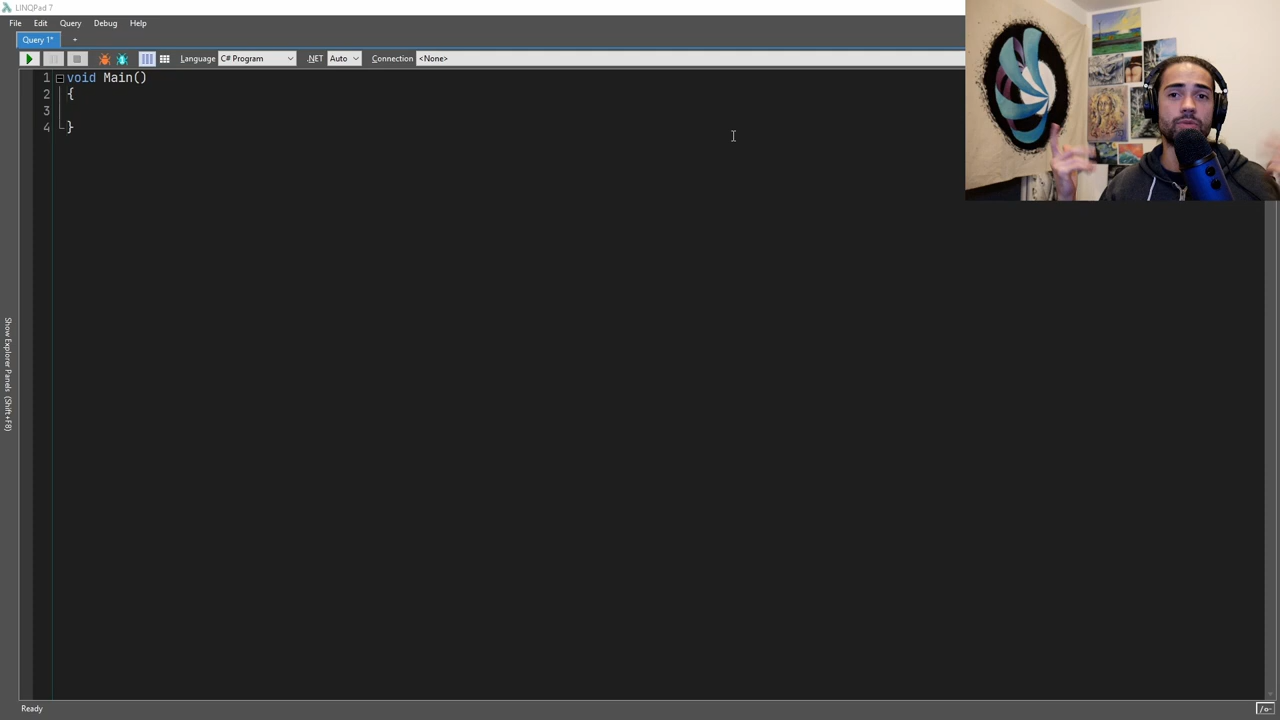 LINQPad 7
File Edit Query Debug Help
Query 1* +
Language C# Program .NET Auto Connection <None>
1 void Main()
2 {
3
4 }
Show Explorer Panels (Shift+F8)
Ready /o-